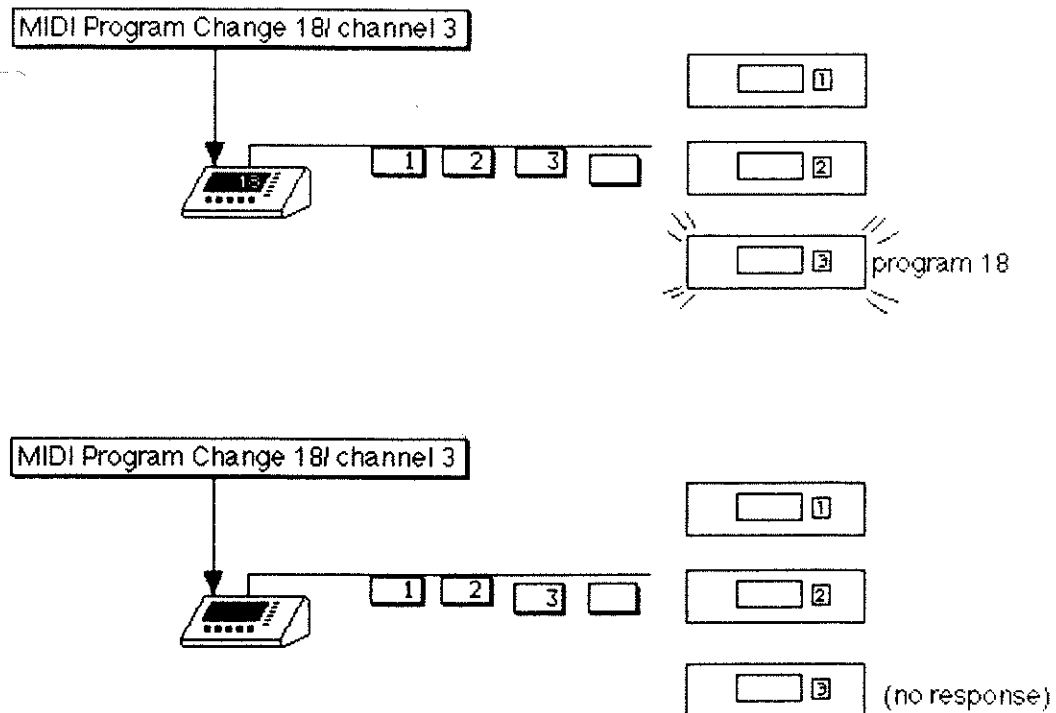 MIDI Program Change 18/ channel 3
1
1 2 3
2
18
3 program 18
MIDI Program Change 18/ channel 3
1
1 2 3
2
3 (no response)